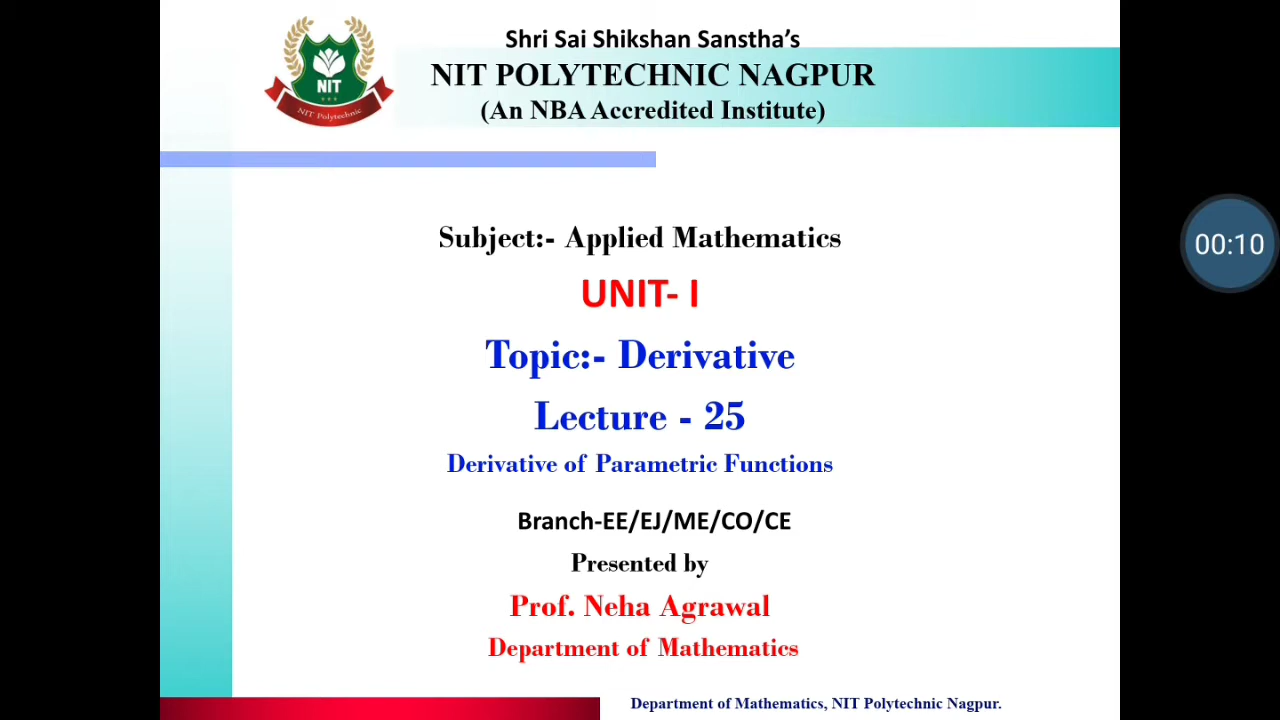 Shri Sai Shikshan Sanstha's
NIT POLYTECHNIC NAGPUR
(An NBA Accredited Institute)
NIT
NIT Polytechnic
00:10
Subject:- Applied Mathematics
UNIT- I
Topic:- Derivative
Lecture - 25
Derivative of Parametric Functions
Branch-EE/EJ/ME/CO/CE
Presented by
Prof. Neha Agrawal
Department of Mathematics
Department of Mathematics, NIT Polytechnic Nagpur.